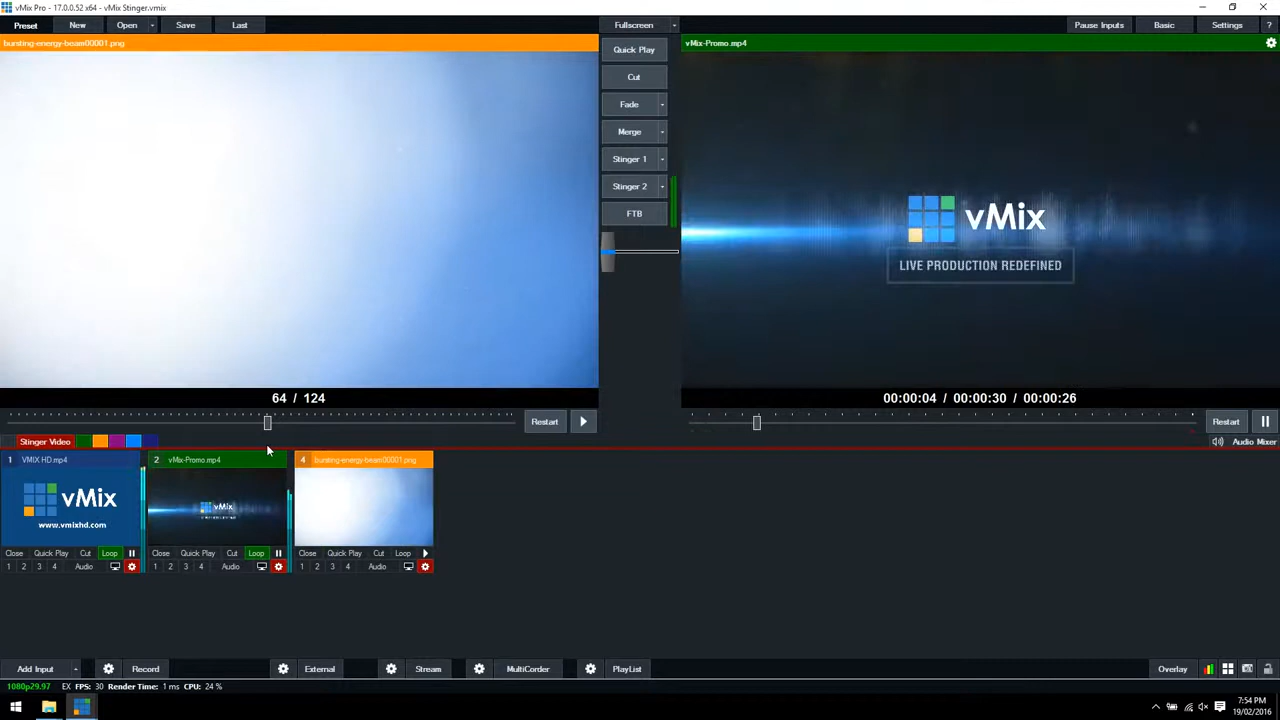 vMix Pro - 17.0.0.52 x64 - vMix Stinger.vmix
Preset New Open Save Last Fullscreen Pause Inputs Basic Settings ?
bursting-energy-beam00001.png
Quick Play
Cut
Fade
Merge
Stinger 1
Stinger 2
FTB
vMix-Promo.mp4
vMix
LIVE PRODUCTION REDEFINED
64 / 124
00:00:04 / 00:00:30 / 00:00:26
Restart
Restart
Stinger Video
Audio Mixer
1 VMIX HD.mp4
vMix
www.vmixhd.com
Close Quick Play Cut Loop
1 2 3 4 Audio
2 vMix-Promo.mp4
vMix
Close Quick Play Cut Loop
1 2 3 4 Audio
4 bursting-energy-beam00001.png
Close Quick Play Cut Loop
1 2 3 4 Audio
Add Input Record External Stream MultiCorder PlayList Overlay
1080p29.97 EX FPS: 30 Render Time: 1 ms CPU: 24 %
7:54 PM
19/02/2016